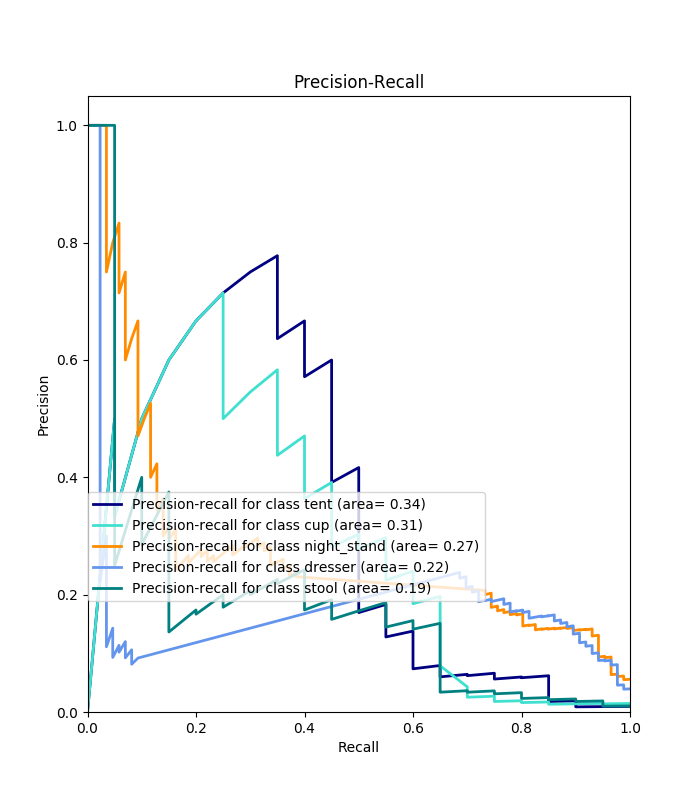 Precision-Recall
1.0
0.8
0.6
0.4
0.2
0.0
Precision
Precision-recall for class tent (area= 0.34)
Precision-recall for class cup (area= 0.31)
Precision-recall for class night_stand (area= 0.27)
Precision-recall for class dresser (area= 0.22)
Precision-recall for class stool (area= 0.19)
0.0 0.2 0.4 0.6 0.8 1.0
Recall